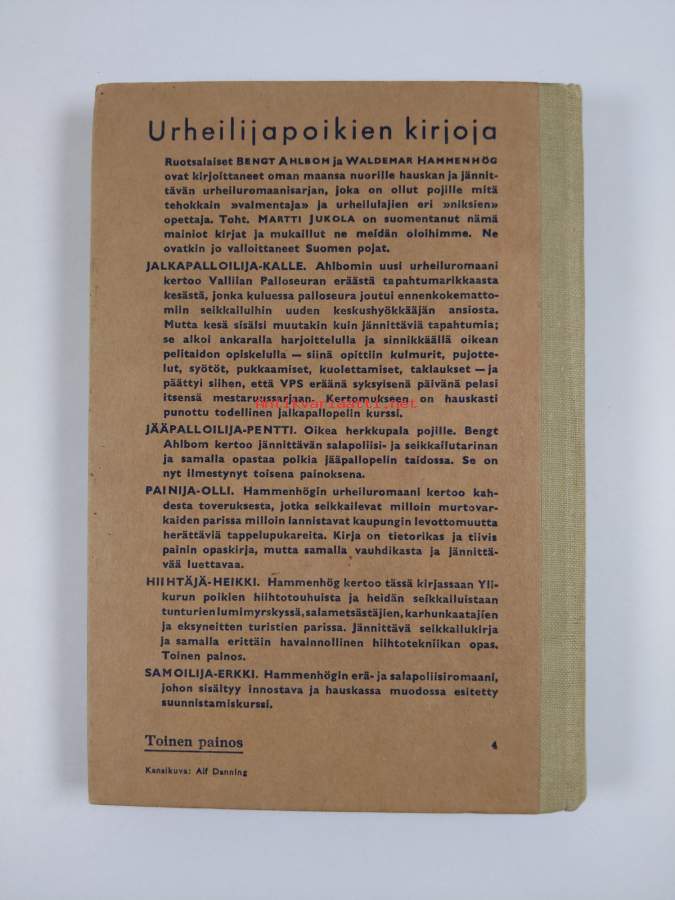 Urheilijapoikien kirjoja
Ruotsalaiset BENGT AHLBOM ja WALDEMAR HAMMENHÖG
ovat kirjoittaneet oman maansa nuorille hauskan ja jännit-
tävän urheiluromaanisarjan, joka on ollut pojille mitä
tehokkain »valmentaja» ja urheilulajien eri »niksien»
opettaja. Toht. MARTTI JUKOLA on suomentanut nämä
mainiot kirjat ja mukaillut ne meidän oloihimme. Ne
ovatkin jo valloittaneet Suomen pojat.
JALKAPALLOILIJA-KALLE. Ahlbomin uusi urheiluromaani
kertoo Vallilan Palloseuran eräästä tapahtumarikkaasta
kesästä, jonka kuluessa palloseura joutui ennenkokematto-
miin seikkailuihin uuden keskushyökkääjän ansiosta.
Mutta kesä sisälsi muutakin kuin jännittäviä tapahtumia;
se alkoi ankaralla harjoittelulla ja sinnikkäällä oikean
pelitaidon opiskelulla — siinä opittiin kulmurit, pujotte-
lut, syötöt, pukkaamiset, kuolettamiset, taklaukset — ja
päättyi siihen, että VPS eräänä syksyisenä päivänä pelasi
itsensä mestaruussarjaan. Kertomukseen on hauskasti
punottu todellinen jalkapallopelin kurssi.
Antikvariaatti.net
JÄÄPALLOILIJA-PENTTI. Oikea herkkupala pojille. Bengt
Ahlbom kertoo jännittävän salapoliisi- ja seikkailutarinan
ja samalla opastaa poikia jääpallopelin taidossa. Se on
nyt ilmestynyt toisena painoksena.
PAINIJA-OLLI. Hammenhögin urheiluromaani kertoo kah-
desta toveruksesta, jotka seikkailevat milloin murtovar-
kaiden parissa milloin lannistavat kaupungin levottomuutta
herättäviä tappelupukareita. Kirja on tietorikas ja tiivis
painin opaskirja, mutta samalla vauhdikasta ja jännittä-
vää luettavaa.
HIIHTÄJÄ-HEIKKI. Hammenhög kertoo tässä kirjassaan Yli-
kurun poikien hiihtotouhuista ja heidän seikkailuistaan
tunturien lumimyrskyssä, salametsästäjien, karhunkaatajien
ja eksyneitten turistien parissa. Jännittävä seikkailukirja
ja samalla erittäin havainnollinen hiihtotekniikan opas.
Toinen painos.
SAMOILIJA-ERKKI. Hammenhögin erä- ja salapoliisiromaani,
johon sisältyy innostava ja hauskassa muodossa esitetty
suunnistamiskurssi.
Toinen painos 4
Kansikuva: Alf Danning